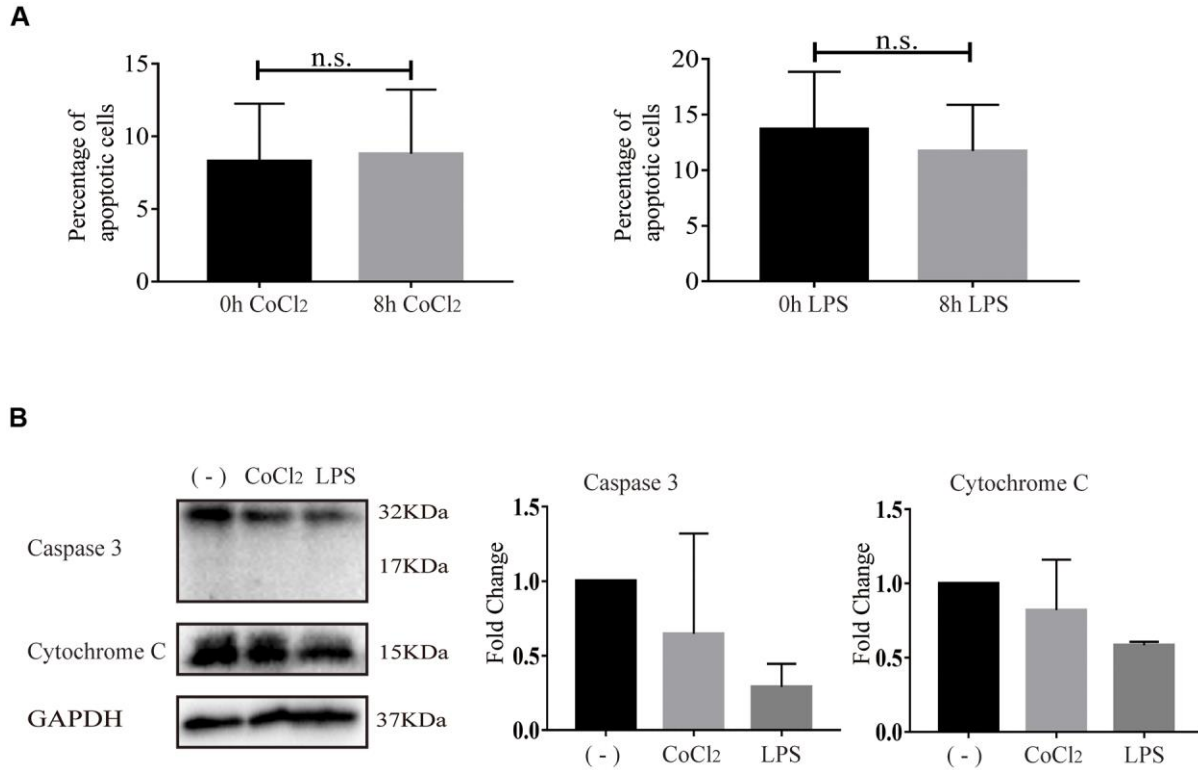 A
n.s.
15
10
5
0
Percentage of
apoptotic cells
0h CoCl2
8h CoCl2
n.s.
20
15
10
5
0
Percentage of
apoptotic cells
0h LPS
8h LPS
B
( - ) CoCl2 LPS
Caspase 3
32KDa
17KDa
Cytochrome C
15KDa
GAPDH
37KDa
Caspase 3
1.5
1.0
0.5
0.0
Fold Change
( - )
CoCl2
LPS
Cytochrome C
1.5
1.0
0.5
0.0
Fold Change
( - )
CoCl2
LPS